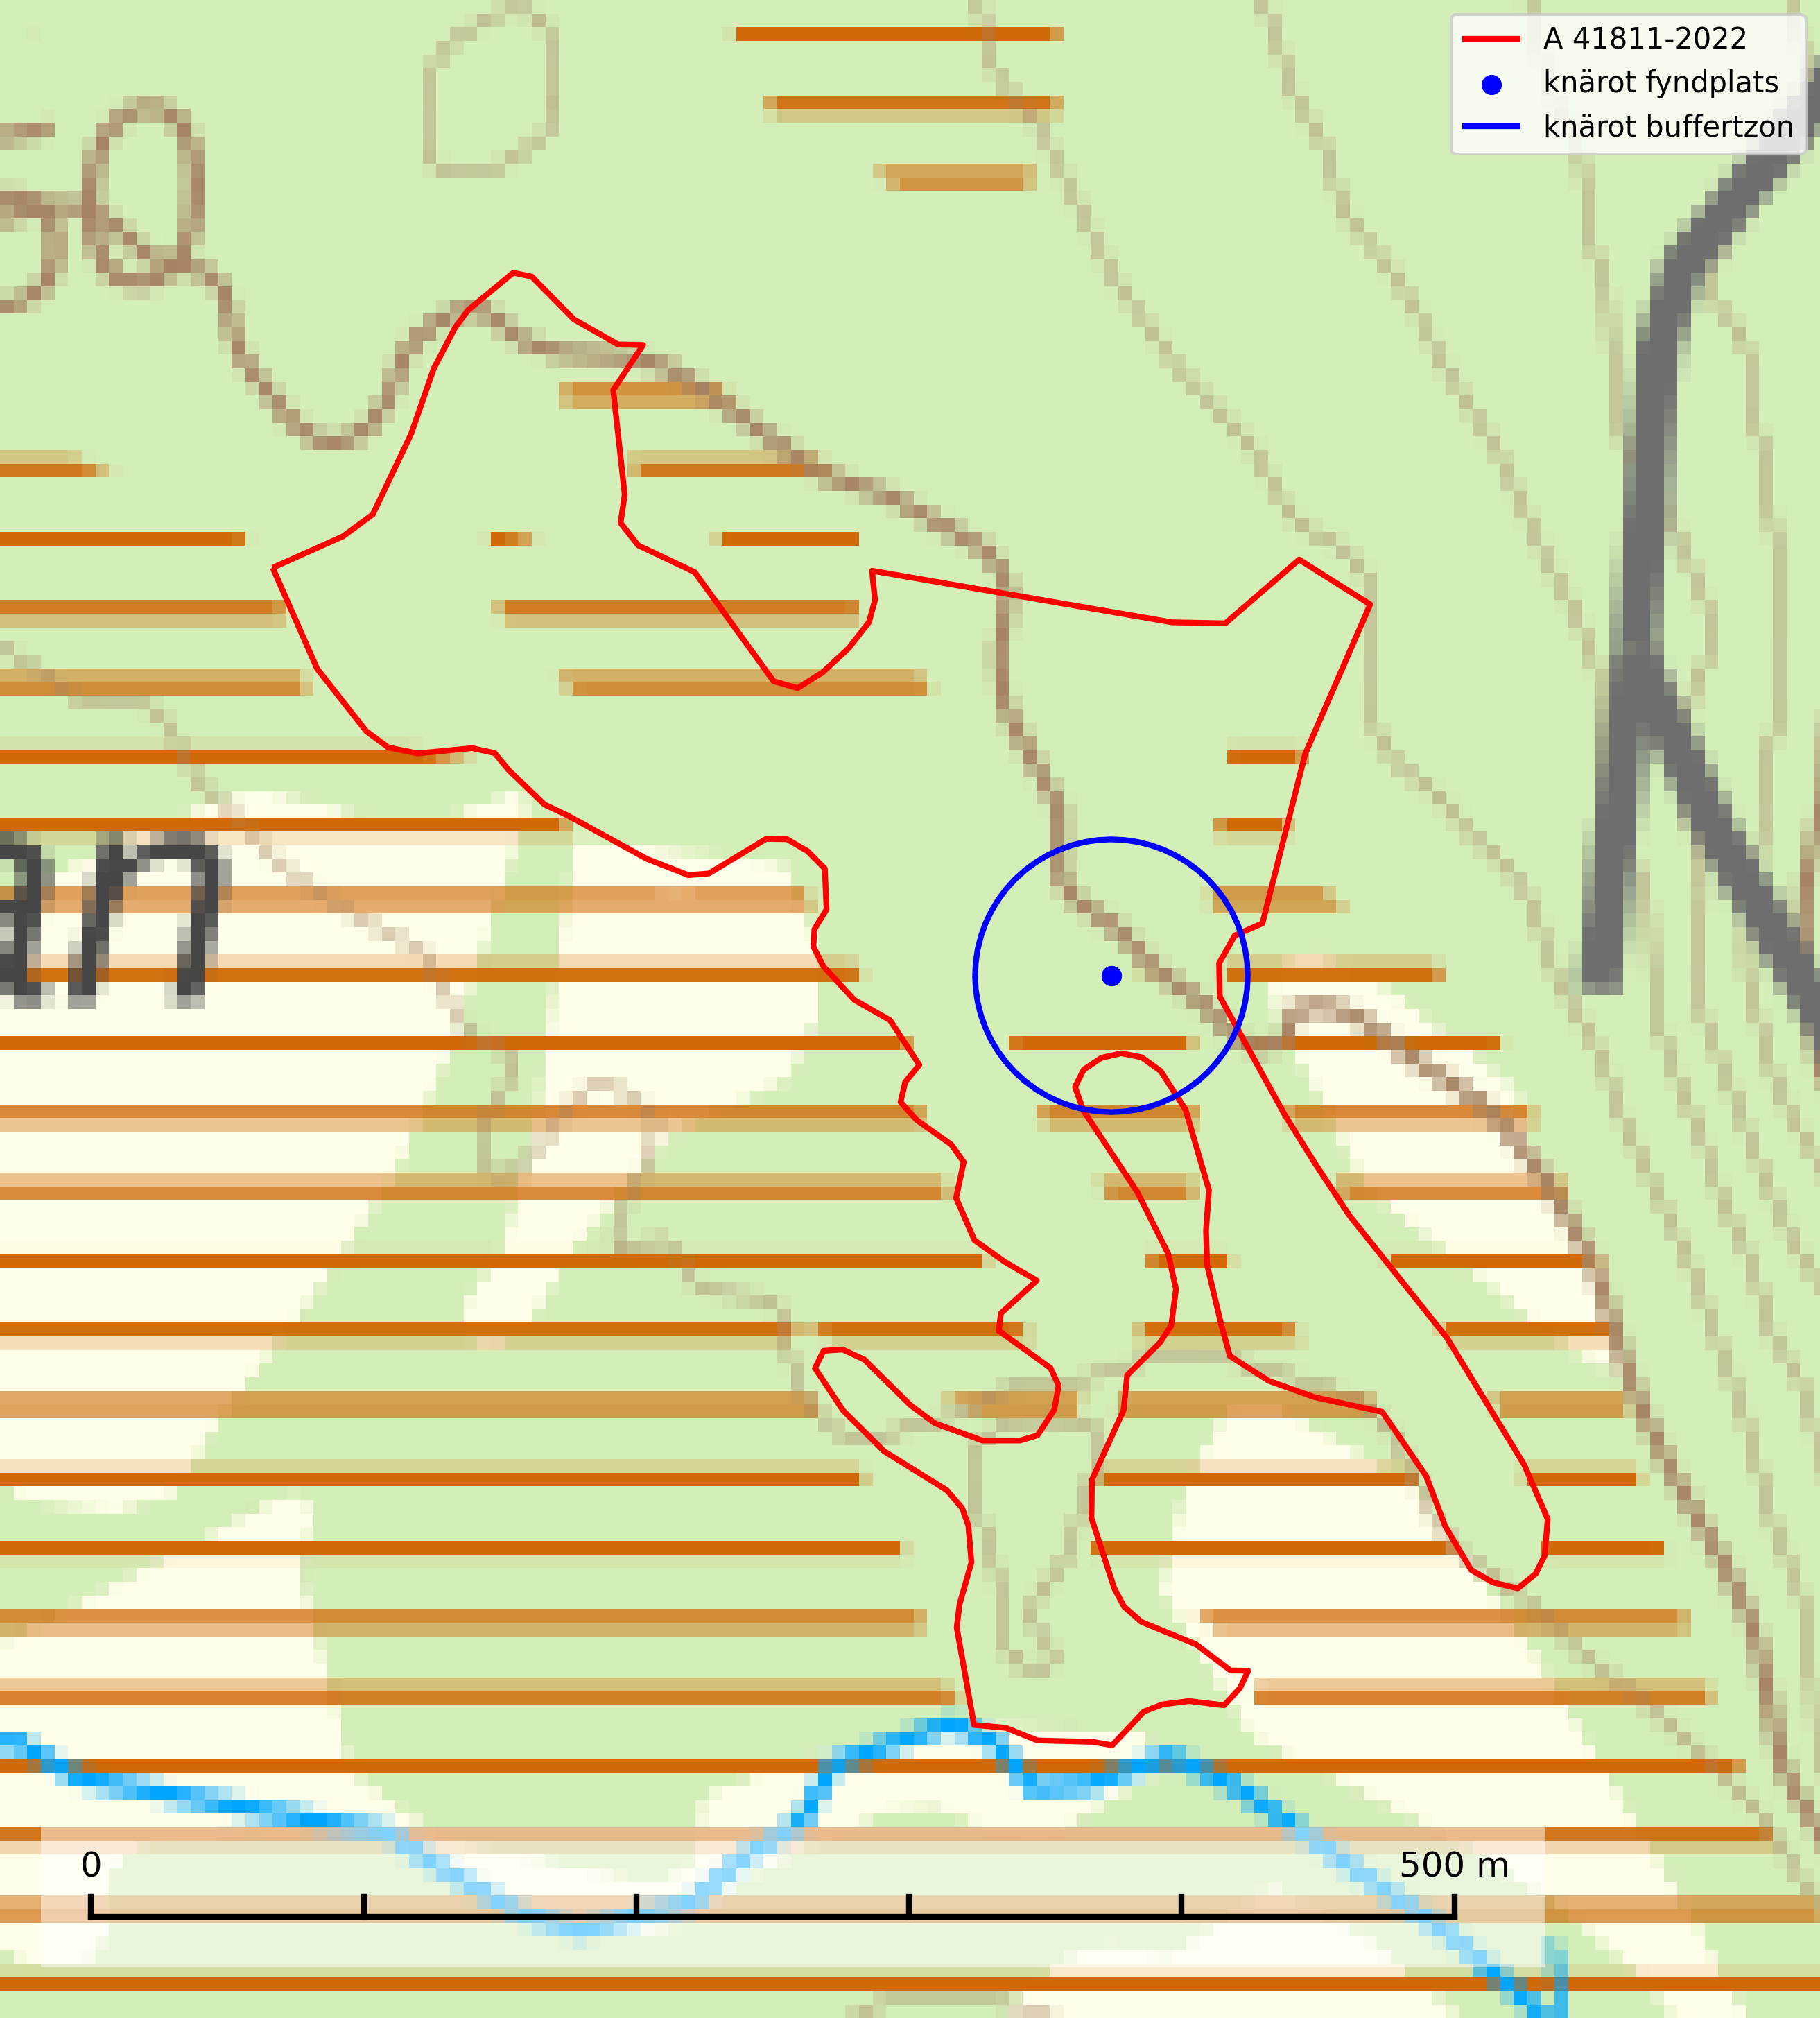 A 41811-2022
knärot fyndplats
knärot buffertzon
0 500 m